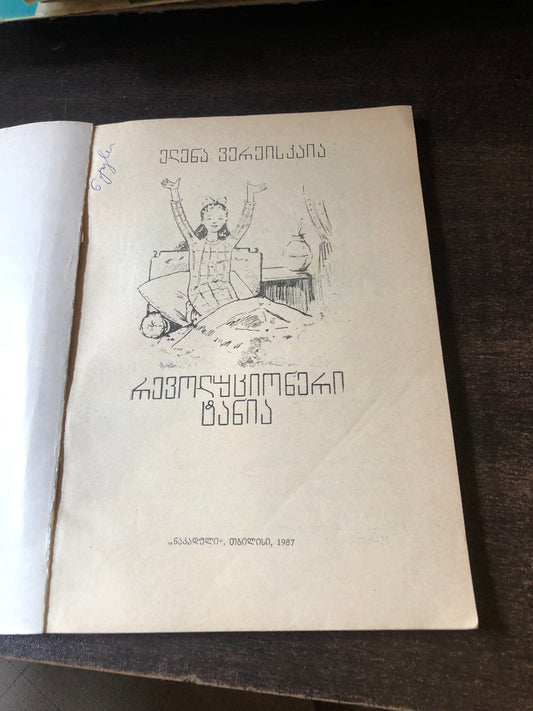 ელენა ვერეისკაია
რევოლუციონერი
ტანია
„ნაკადული“, თბილისი, 1987